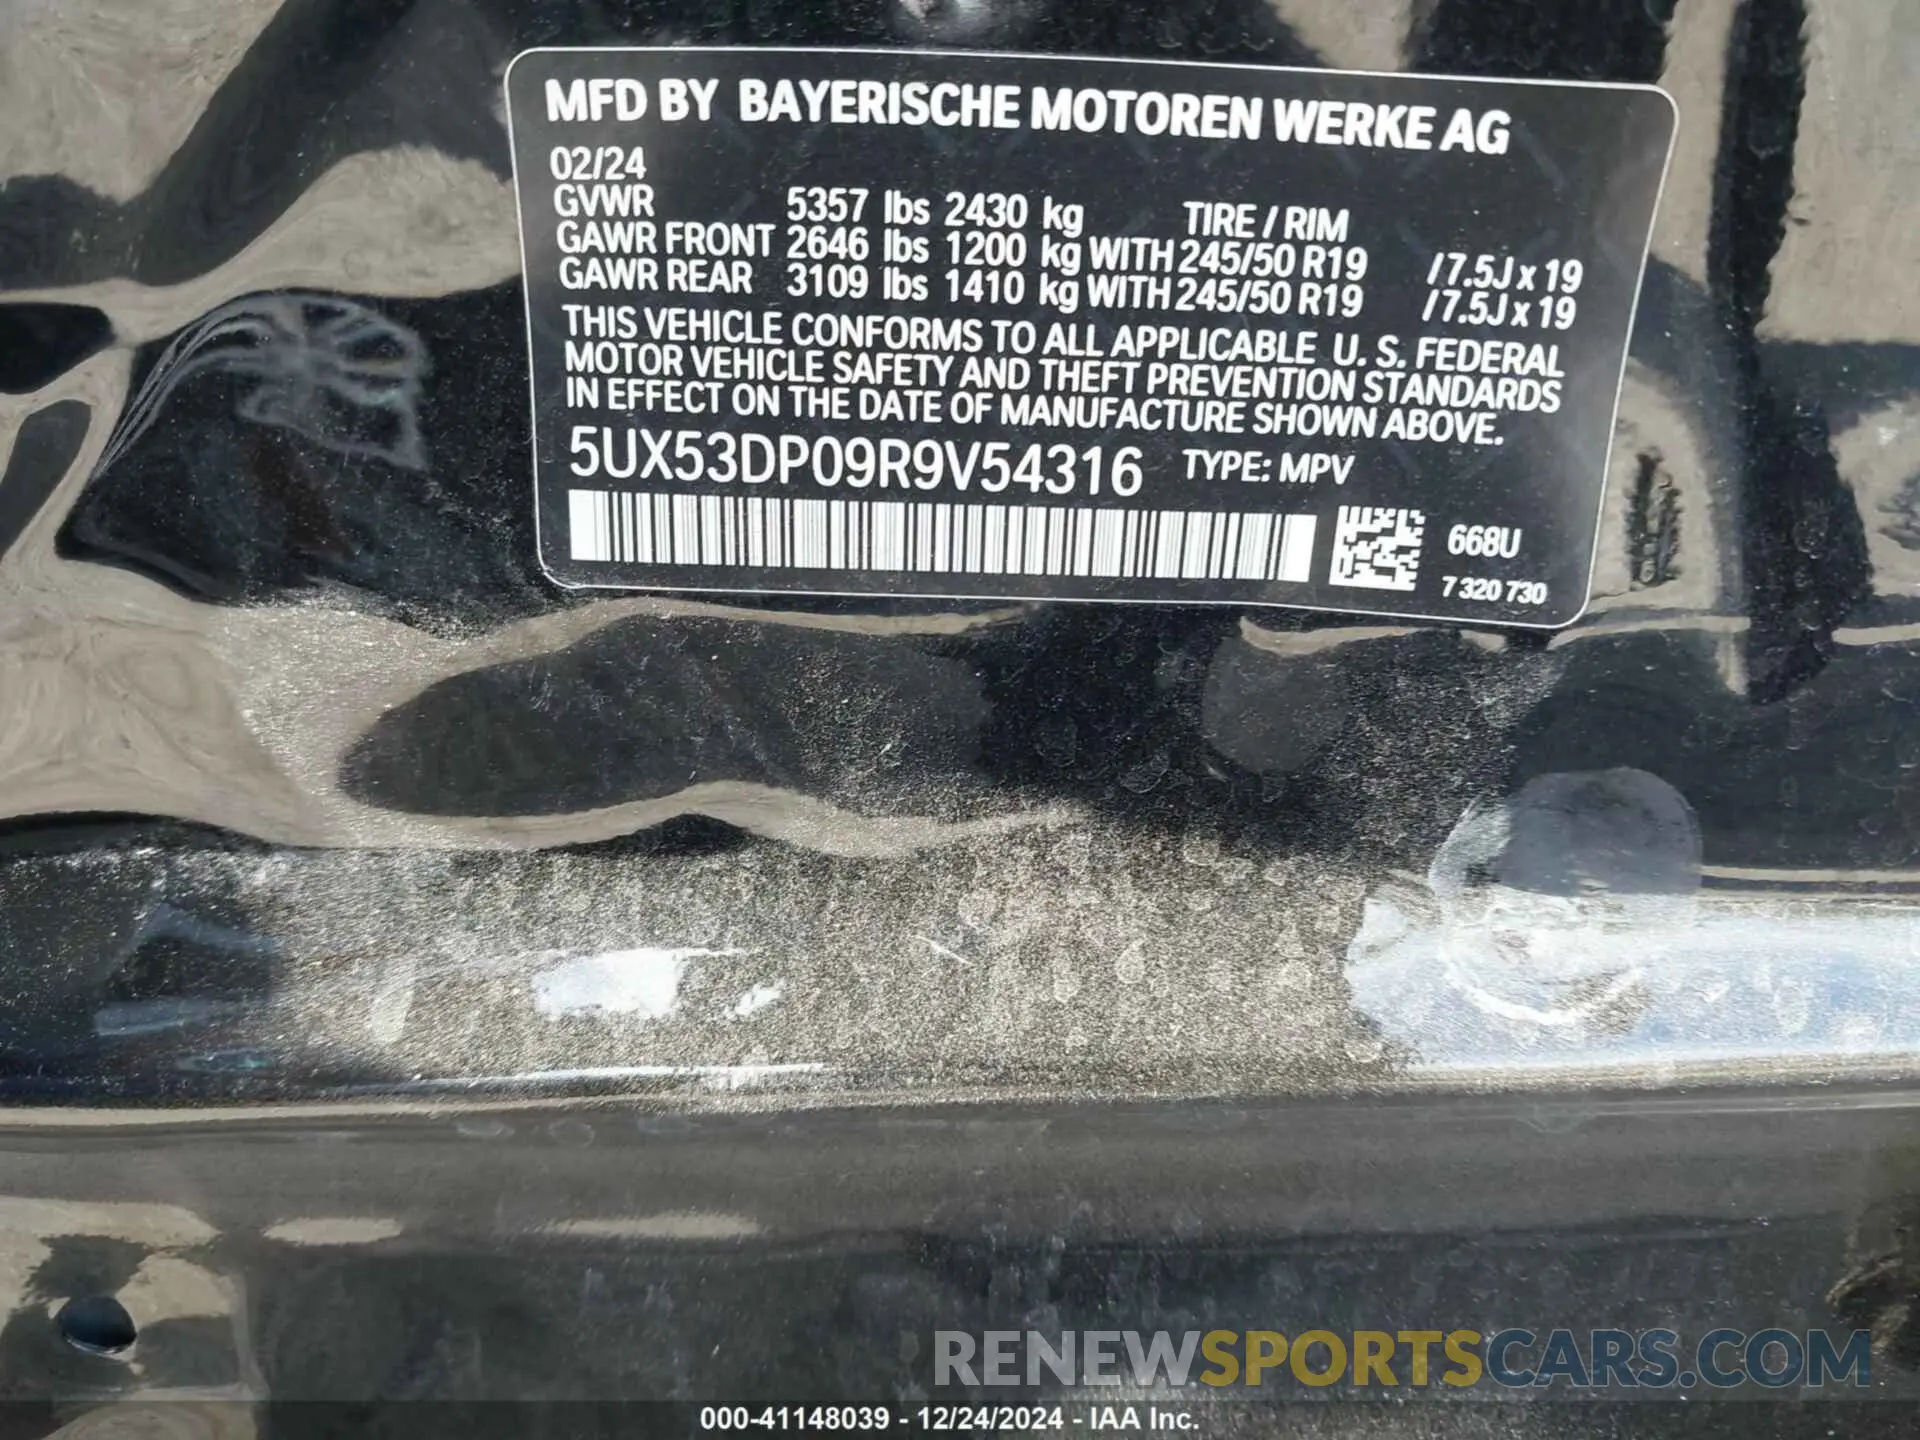 MFD BY BAYERISCHE MOTOREN WERKE AG
02/24
GVWR 5357 lbs 2430 kg TIRE / RIM
GAWR FRONT 2646 lbs 1200 kg WITH 245/50 R19 /7.5J x 19
GAWR REAR 3109 lbs 1410 kg WITH 245/50 R19 /7.5J x 19
THIS VEHICLE CONFORMS TO ALL APPLICABLE U. S. FEDERAL
MOTOR VEHICLE SAFETY AND THEFT PREVENTION STANDARDS
IN EFFECT ON THE DATE OF MANUFACTURE SHOWN ABOVE.
5UX53DP09R9V54316 TYPE: MPV
668U
7 320 730
RENEWSPORTSCARS.COM
000-41148039 - 12/24/2024 - IAA Inc.